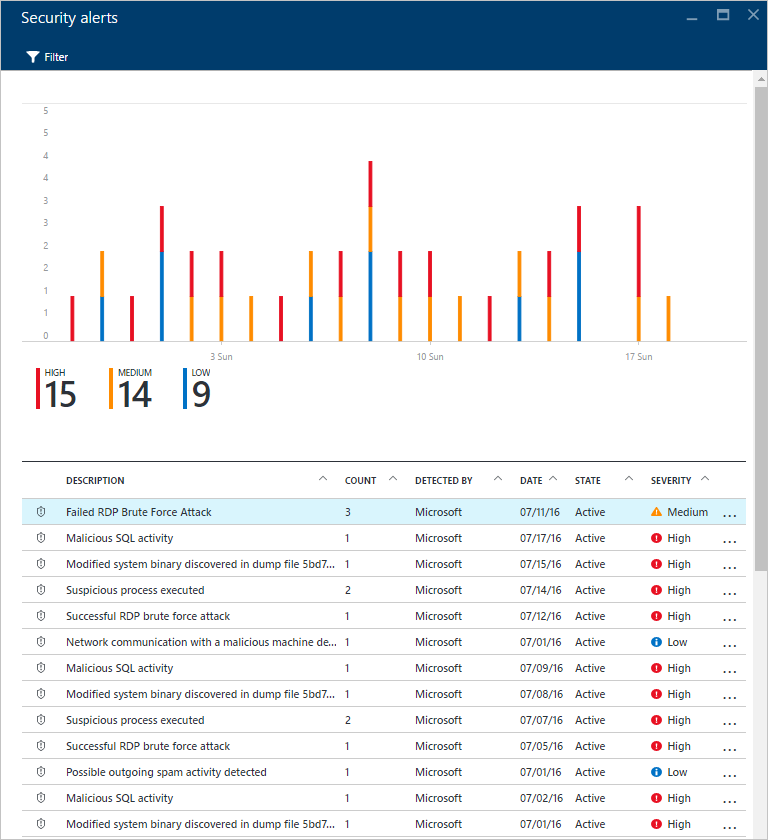 Security alerts
Filter
5
5
4
4
3
3
2
2
1
1
0
3 Sun 10 Sun 17 Sun
HIGH MEDIUM LOW
15 14 9
DESCRIPTION COUNT DETECTED BY DATE STATE SEVERITY
Failed RDP Brute Force Attack 3 Microsoft 07/11/16 Active Medium ...
Malicious SQL activity 1 Microsoft 07/17/16 Active High ...
Modified system binary discovered in dump file 5bd7... 1 Microsoft 07/15/16 Active High ...
Suspicious process executed 2 Microsoft 07/14/16 Active High ...
Successful RDP brute force attack 1 Microsoft 07/12/16 Active High ...
Network communication with a malicious machine de... 1 Microsoft 07/01/16 Active Low ...
Malicious SQL activity 1 Microsoft 07/09/16 Active High ...
Modified system binary discovered in dump file 5bd7... 1 Microsoft 07/08/16 Active High ...
Suspicious process executed 2 Microsoft 07/07/16 Active High ...
Successful RDP brute force attack 1 Microsoft 07/05/16 Active High ...
Possible outgoing spam activity detected 1 Microsoft 07/01/16 Active Low ...
Malicious SQL activity 1 Microsoft 07/02/16 Active High ...
Modified system binary discovered in dump file 5bd7... 1 Microsoft 07/01/16 Active High ...